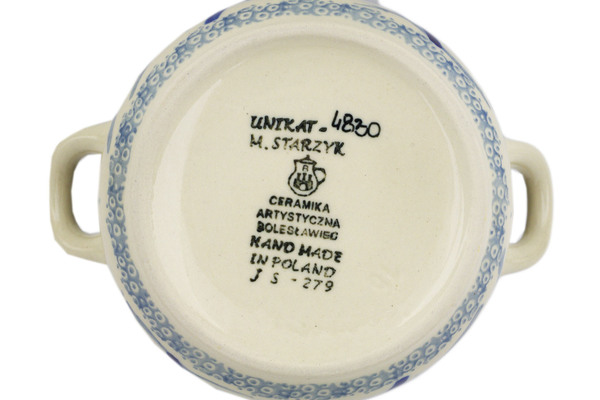 UNIKAT - 4830
M. STARZYK
R
CERAMIKA
ARTYSTYCZNA
BOLESŁAWIEC
HAND MADE
IN POLAND
J S - 279